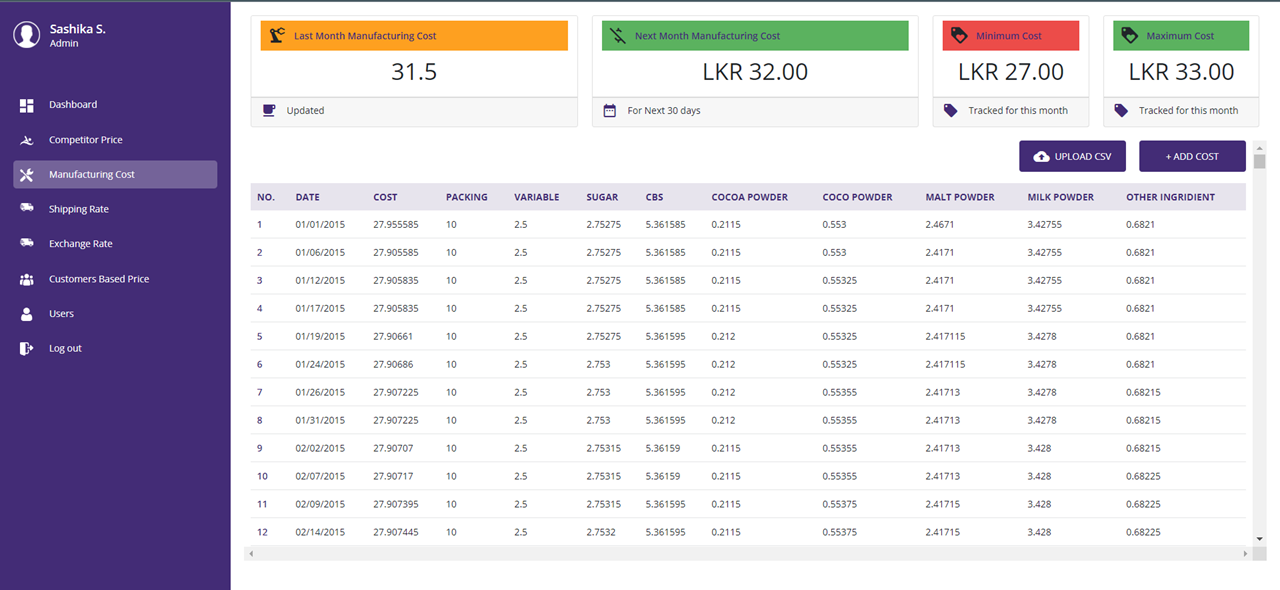 Sashika S.
Admin
Dashboard
Competitor Price
Manufacturing Cost
Shipping Rate
Exchange Rate
Customers Based Price
Users
Log out
Last Month Manufacturing Cost
31.5
Updated
Next Month Manufacturing Cost
LKR 32.00
For Next 30 days
Minimum Cost
LKR 27.00
Tracked for this month
Maximum Cost
LKR 33.00
Tracked for this month
UPLOAD CSV
+ ADD COST
NO. DATE COST PACKING VARIABLE SUGAR CBS COCOA POWDER COCO POWDER MALT POWDER MILK POWDER OTHER INGRIDIENT
1 01/01/2015 27.955585 10 2.5 2.75275 5.361585 0.2115 0.553 2.4671 3.42755 0.6821
2 01/06/2015 27.905585 10 2.5 2.75275 5.361585 0.2115 0.553 2.4171 3.42755 0.6821
3 01/12/2015 27.905835 10 2.5 2.75275 5.361585 0.2115 0.55325 2.4171 3.42755 0.6821
4 01/17/2015 27.905835 10 2.5 2.75275 5.361585 0.2115 0.55325 2.4171 3.42755 0.6821
5 01/19/2015 27.90661 10 2.5 2.75275 5.361595 0.212 0.55325 2.417115 3.4278 0.6821
6 01/24/2015 27.90686 10 2.5 2.753 5.361595 0.212 0.55325 2.417115 3.4278 0.6821
7 01/26/2015 27.907225 10 2.5 2.753 5.361595 0.212 0.55355 2.41713 3.4278 0.68215
8 01/31/2015 27.907225 10 2.5 2.753 5.361595 0.212 0.55355 2.41713 3.4278 0.68215
9 02/02/2015 27.90707 10 2.5 2.75315 5.36159 0.2115 0.55355 2.41713 3.428 0.68215
10 02/07/2015 27.90717 10 2.5 2.75315 5.36159 0.2115 0.55355 2.41713 3.428 0.68225
11 02/09/2015 27.907395 10 2.5 2.75315 5.361595 0.2115 0.55375 2.41715 3.428 0.68225
12 02/14/2015 27.907445 10 2.5 2.7532 5.361595 0.2115 0.55375 2.41715 3.428 0.68225